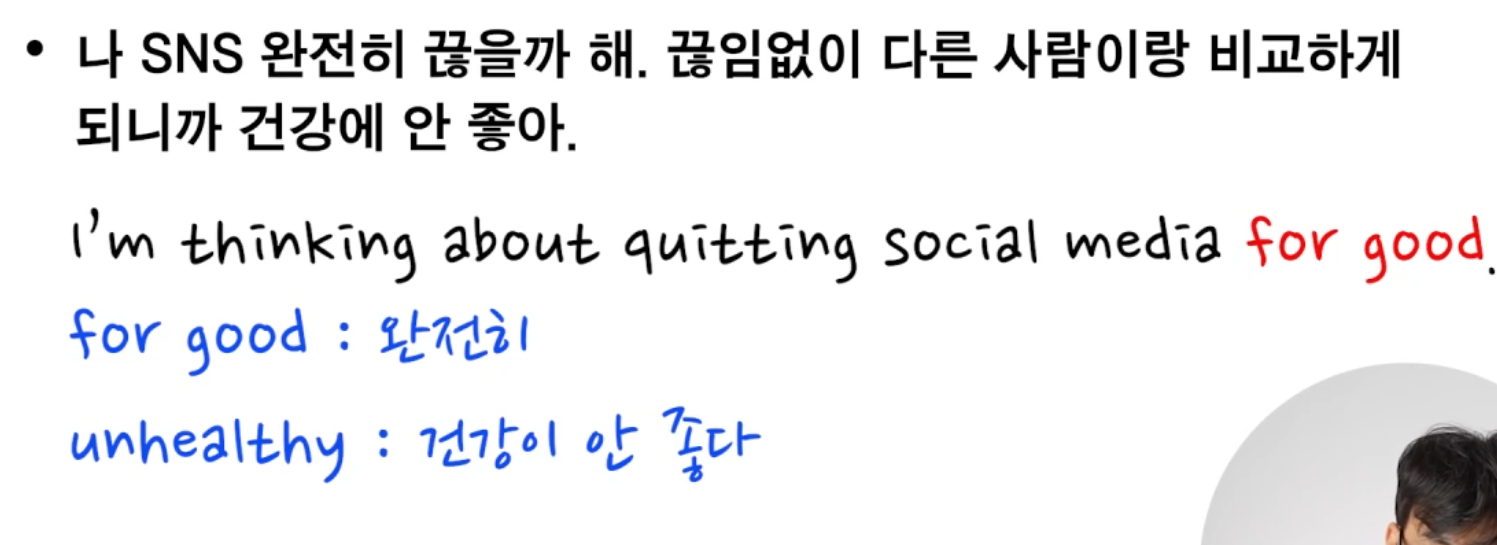 • 나 SNS 완전히 끊을까 해. 끊임없이 다른 사람이랑 비교하게
되니까 건강에 안 좋아.
I'm thinking about quitting social media for good.
for good : 완전히
unhealthy : 건강이 안 좋다